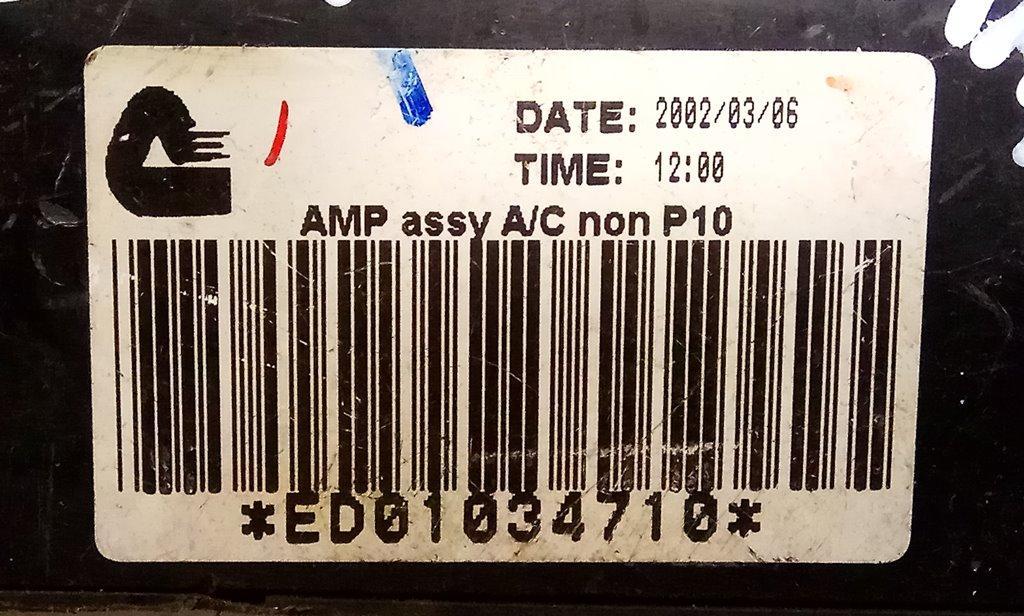 DATE: 2002/03/06
TIME: 12:00
AMP assy A/C non P10
*ED01034710*